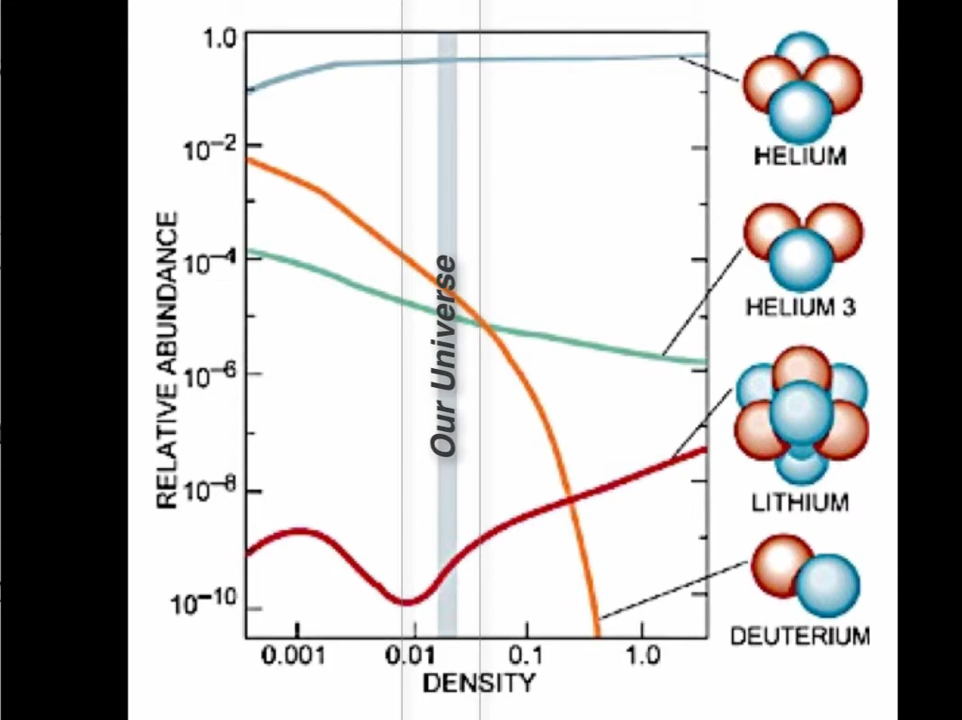 1.0
10−2
10−4
10−6
10−8
10−10
RELATIVE ABUNDANCE
Our Universe
0.001 0.01 0.1 1.0
DENSITY
HELIUM
HELIUM 3
LITHIUM
DEUTERIUM